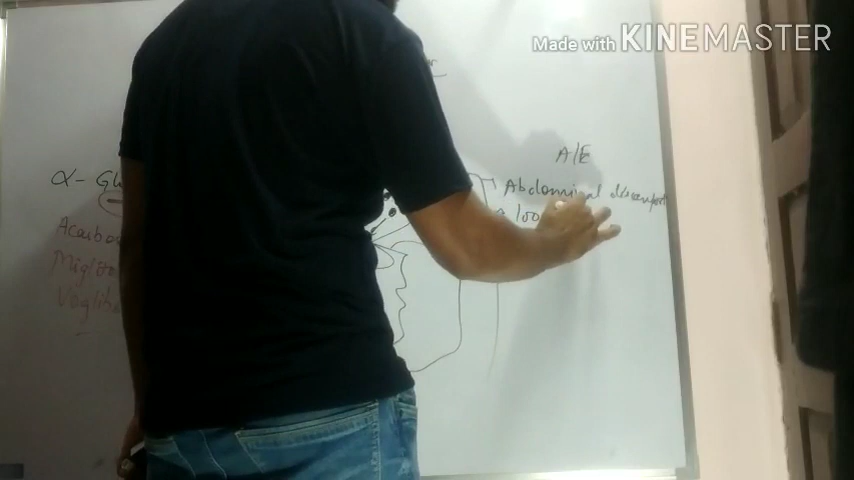 Made with KINEMASTER
A/E
α- Gl
Abdominal discomfort
Acarbo
Miglito
Voglib